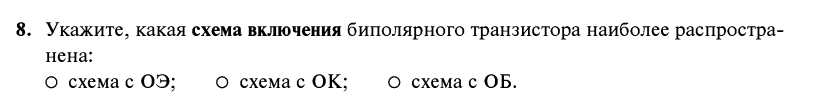 8. Укажите, какая схема включения биполярного транзистора наиболее распростра-
нена:
○ схема с ОЭ; ○ схема с ОК; ○ схема с ОБ.